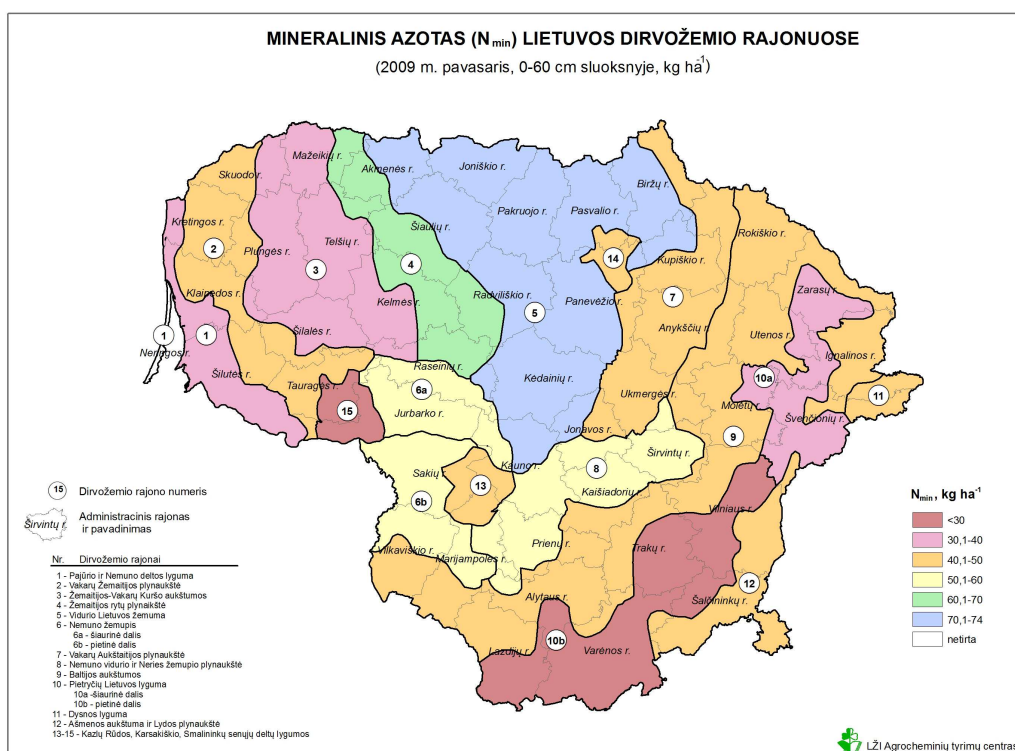 MINERALINIS AZOTAS (N min) LIETUVOS DIRVOŽEMIO RAJONUOSE
(2009 m. pavasaris, 0-60 cm sluoksnyje, kg ha⁻¹)
Mažeikių r.
Akmenės r.
Joniškio r.
Skuodo r.
Biržų r.
Pakruojo r.
Pasvalio r.
Kretingos r.
Šiaulių r.
Rokiškio r.
2
Plungės r.
Telšių r.
3
4
14
Kupiškio r.
Klaipėdos r.
Kelmės r.
Radviliškio r.
5
Panevėžio r.
7
Zarasų r.
1
1
Šilalės r.
Anykščių r.
Utenos r.
Neringos r.
Ignalinos r.
Šilutės r.
Tauragės r.
Raseinių r.
6a
Kėdainių r.
10a
11
15
Jurbarko r.
Ukmergės r.
Molėtų r.
Švenčionių r.
Jonavos r.
9
Širvintų r.
Kauno r.
8
Šakių r.
13
Kaišiadorių r.
6b
Vilniaus r.
Vilkaviškio r.
Marijampolės r.
Prienų r.
Trakų r.
12
Alytaus r.
Šalčininkų r.
10b
Lazdijų r.
Varėnos r.
15 Dirvožemio rajono numeris
Širvintų r. Administracinis rajonas
ir pavadinimas
Nr. Dirvožemio rajonai
1 - Pajūrio ir Nemuno deltos lyguma
2 - Vakarų Žemaitijos plynaukštė
3 - Žemaitijos-Vakarų Kuršo aukštumos
4 - Žemaitijos rytų plynaikštė
5 - Vidurio Lietuvos žemuma
6 - Nemuno žemupis
6a - šiaurinė dalis
6b - pietinė dalis
7 - Vakarų Aukštaitijos plynaukštė
8 - Nemuno vidurio ir Neries žemupio plynaukštė
9 - Baltijos aukštumos
10 - Pietryčių Lietuvos lyguma
10a -šiaurinė dalis
10b - pietinė dalis
11 - Dysnos lyguma
12 - Ašmenos aukštuma ir Lydos plynaukštė
13-15 - Kazlų Rūdos, Karsakiškio, Smalininkų senųjų deltų lygumos
N min, kg ha⁻¹
<30
30,1-40
40,1-50
50,1-60
60,1-70
70,1-74
netirta
LŽI Agrocheminių tyrimų centras